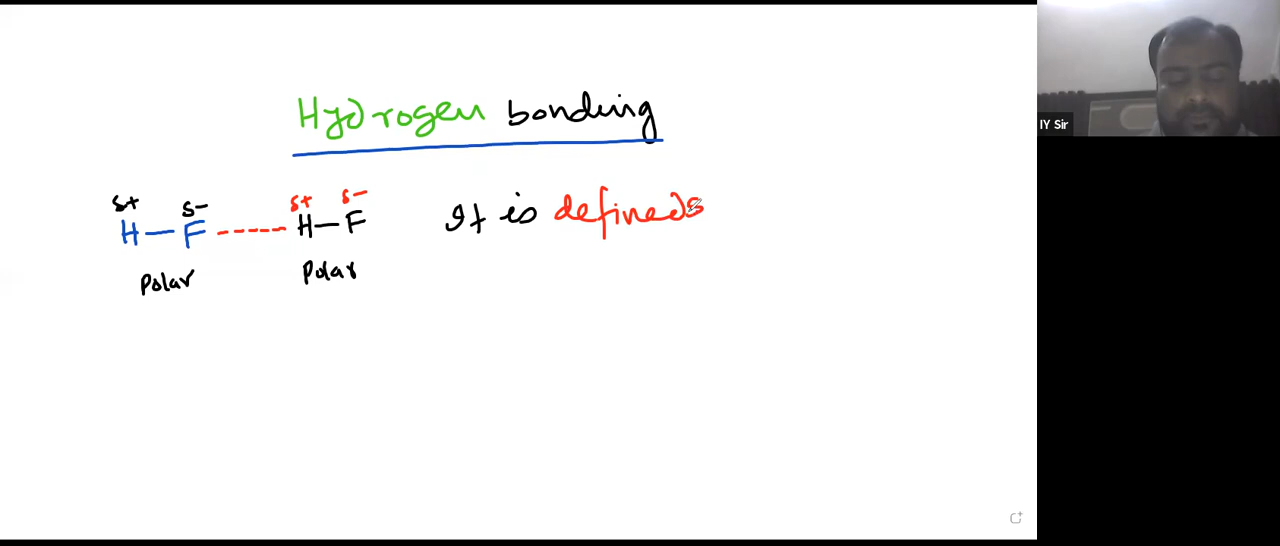 Hydrogen bonding
IY Sir
δ+ δ- δ+ δ-
H—F-----H—F It is defined
Polar Polar